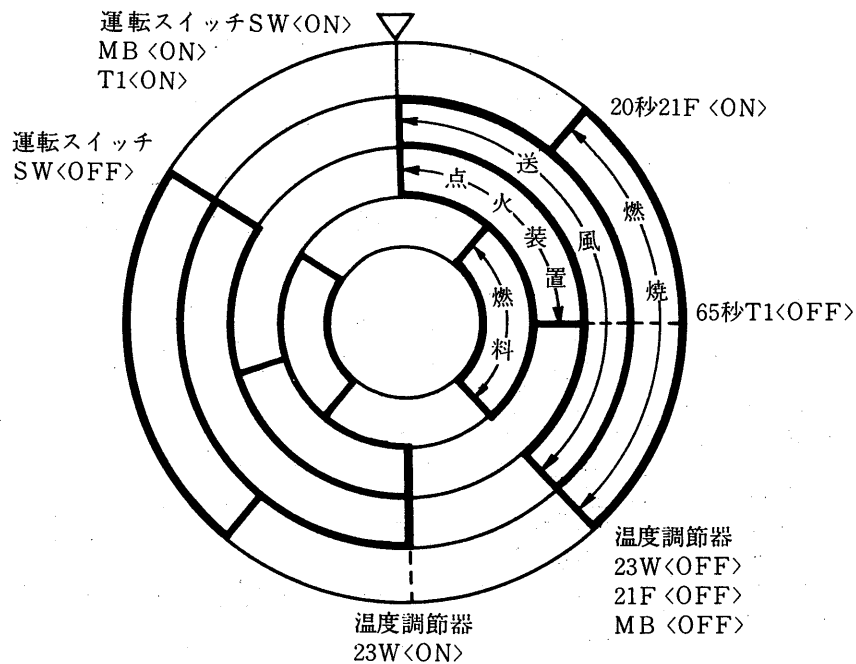 運転スイッチSW<ON>
MB <ON>
T1<ON>
運転スイッチ
SW<OFF>
20秒21F <ON>
送風
点火装置
燃焼
燃料
65秒T1<OFF>
温度調節器
23W<OFF>
21F <OFF>
MB <OFF>
温度調節器
23W<ON>